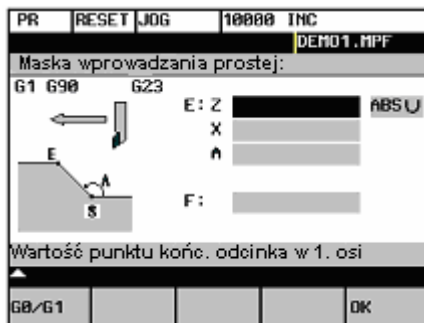 PR RESET JOG 10000 INC
DEMO1.MPF
Maska wprowadzania prostej:
G1 G90 G23
E: Z ABS U
X
A
E
A
S
F:
Wartość punktu końc. odcinka w 1. osi
G0/G1 OK